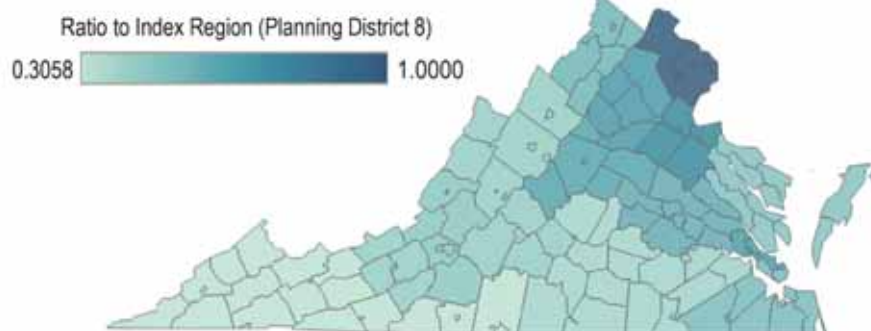 Ratio to Index Region (Planning District 8)
0.3058 1.0000